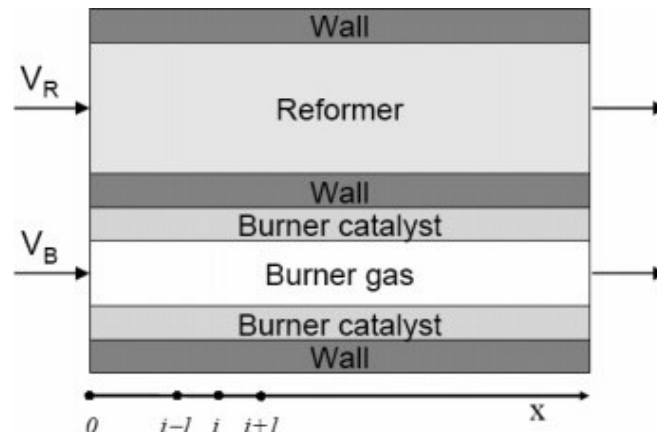 Wall
V_R
Reformer
Wall
Burner catalyst
V_B
Burner gas
Burner catalyst
Wall
x
0 i-1 i i+1